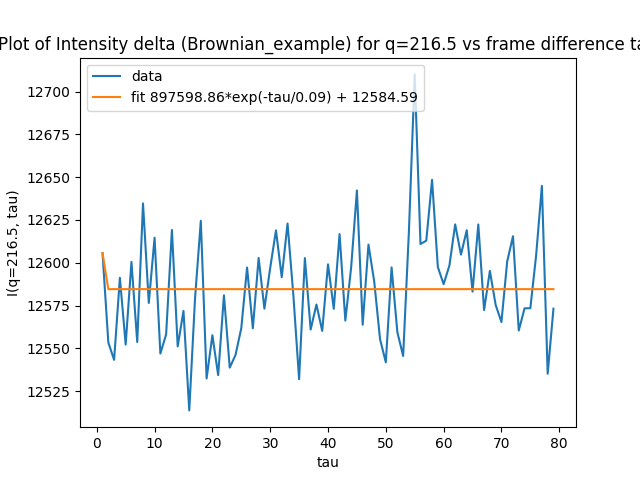 Plot of Intensity delta (Brownian_example) for q=216.5 vs frame difference ta
data
fit 897598.86*exp(-tau/0.09) + 12584.59
I(q=216.5, tau)
12700
12675
12650
12625
12600
12575
12550
12525
0 10 20 30 40 50 60 70 80
tau